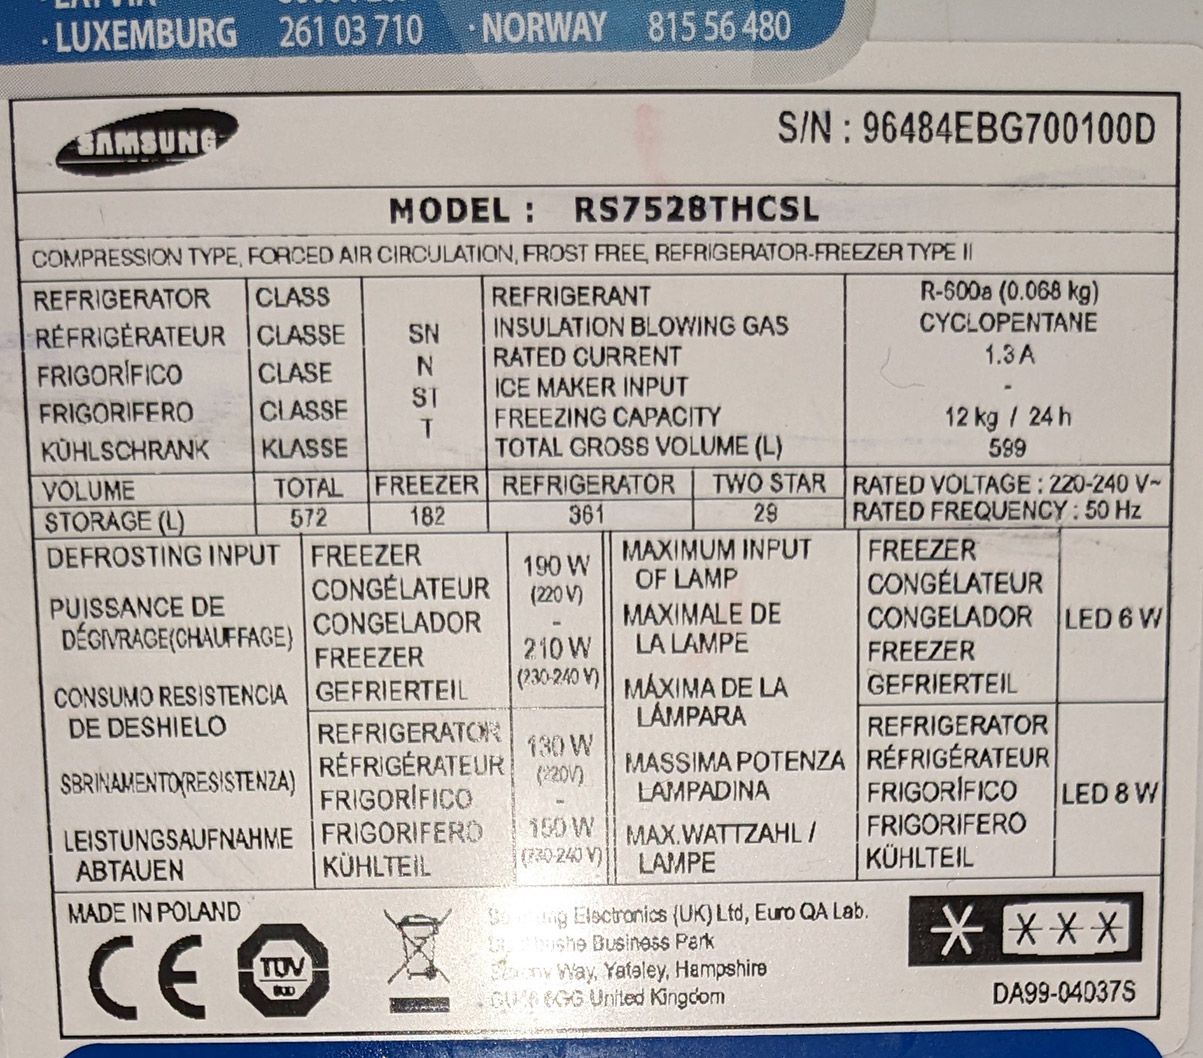 LATVIA
· LUXEMBURG 261 03 710 · NORWAY 815 56 480
SAMSUNG
S/N : 96484EBG700100D
MODEL : RS7528THCSL
COMPRESSION TYPE, FORCED AIR CIRCULATION, FROST FREE, REFRIGERATOR-FREEZER TYPE II
REFRIGERATOR CLASS
RÉFRIGÉRATEUR CLASSE
FRIGORÍFICO CLASE
FRIGORIFERO CLASSE
KÜHLSCHRANK KLASSE
SN
N
ST
T
REFRIGERANT R-600a (0.068 kg)
INSULATION BLOWING GAS CYCLOPENTANE
RATED CURRENT 1.3 A
ICE MAKER INPUT -
FREEZING CAPACITY 12 kg / 24 h
TOTAL GROSS VOLUME (L) 599
VOLUME TOTAL FREEZER REFRIGERATOR TWO STAR RATED VOLTAGE : 220-240 V~
STORAGE (L) 572 182 361 29 RATED FREQUENCY : 50 Hz
DEFROSTING INPUT
PUISSANCE DE
DÉGIVRAGE(CHAUFFAGE)
CONSUMO RESISTENCIA
DE DESHIELO
SBRINAMENTO(RESISTENZA)
LEISTUNGSAUFNAHME
ABTAUEN
FREEZER
CONGÉLATEUR
CONGELADOR
FREEZER
GEFRIERTEIL
190 W
(220 V)
-
210 W
(230-240 V)
REFRIGERATOR
RÉFRIGÉRATEUR
FRIGORÍFICO
FRIGORIFERO
KÜHLTEIL
130 W
(220V)
-
150 W
(230-240 V)
MAXIMUM INPUT
OF LAMP
MAXIMALE DE
LA LAMPE
MÁXIMA DE LA
LÁMPARA
MASSIMA POTENZA
LAMPADINA
MAX.WATTZAHL /
LAMPE
FREEZER
CONGÉLATEUR
CONGELADOR
FREEZER
GEFRIERTEIL
LED 6 W
REFRIGERATOR
RÉFRIGÉRATEUR
FRIGORÍFICO
FRIGORIFERO
KÜHLTEIL
LED 8 W
MADE IN POLAND
CE
TÜV
Samsung Electronics (UK) Ltd, Euro QA Lab.
Business Park
Way, Yateley, Hampshire
6GG United Kingdom
DA99-04037S